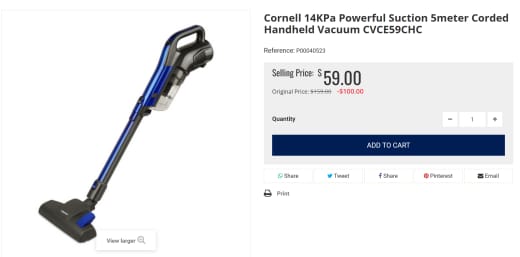 Cornell 14KPa Powerful Suction 5meter Corded
Handheld Vacuum CVCE59CHC
Reference: P00040523
Selling Price: $59.00
Original Price: $159.00 -$100.00
Quantity
− 1 +
ADD TO CART
Share Tweet Share Pinterest Email
Print
View larger